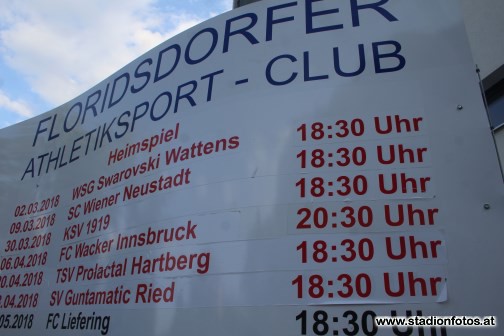 FLORIDSDORFER
ATHLETIKSPORT - CLUB
Heimspiel
02.03.2018 WSG Swarovski Wattens 18:30 Uhr
09.03.2018 SC Wiener Neustadt 18:30 Uhr
30.03.2018 KSV 1919 18:30 Uhr
06.04.2018 FC Wacker Innsbruck 20:30 Uhr
0.04.2018 TSV Prolactal Hartberg 18:30 Uhr
.04.2018 SV Guntamatic Ried 18:30 Uhr
.05.2018 FC Liefering 18:30 Uhr
www.stadionfotos.at